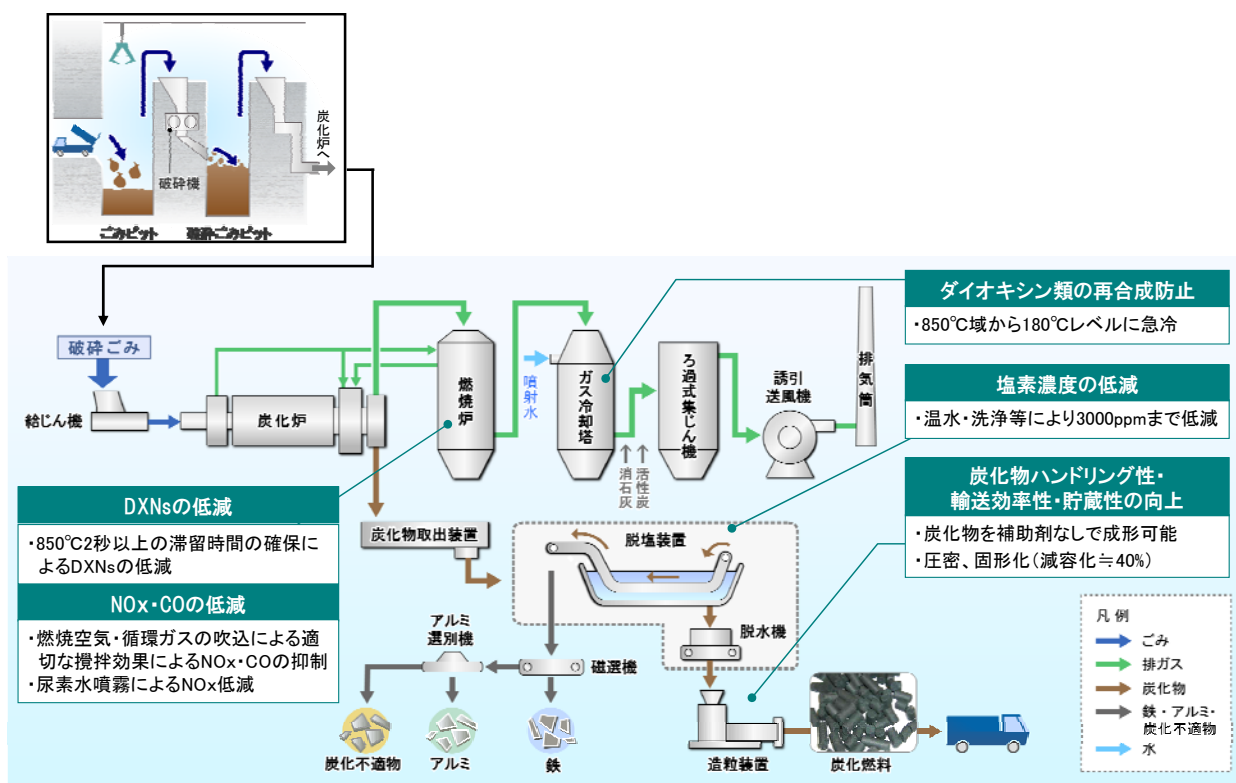 炭化炉へ
破砕機
ごみピット
破砕ごみピット
破砕ごみ
給じん機
炭化炉
燃焼炉
噴射水
ガス冷却塔
消石灰
活性炭
ろ過式集じん機
誘引
送風機
排気筒
ダイオキシン類の再合成防止
・850℃域から180℃レベルに急冷
塩素濃度の低減
・温水・洗浄等により3000ppmまで低減
炭化物ハンドリング性・
輸送効率性・貯蔵性の向上
・炭化物を補助剤なしで成形可能
・圧密、固形化(減容化≒40%)
DXNsの低減
・850℃2秒以上の滞留時間の確保に
よるDXNsの低減
NOx・COの低減
・燃焼空気・循環ガスの吹込による適
切な攪拌効果によるNOx・COの抑制
・尿素水噴霧によるNOx低減
炭化物取出装置
脱塩装置
脱水機
アルミ
選別機
磁選機
炭化不適物
アルミ
鉄
造粒装置
炭化燃料
凡 例
ごみ
排ガス
炭化物
鉄・アルミ・
炭化不適物
水